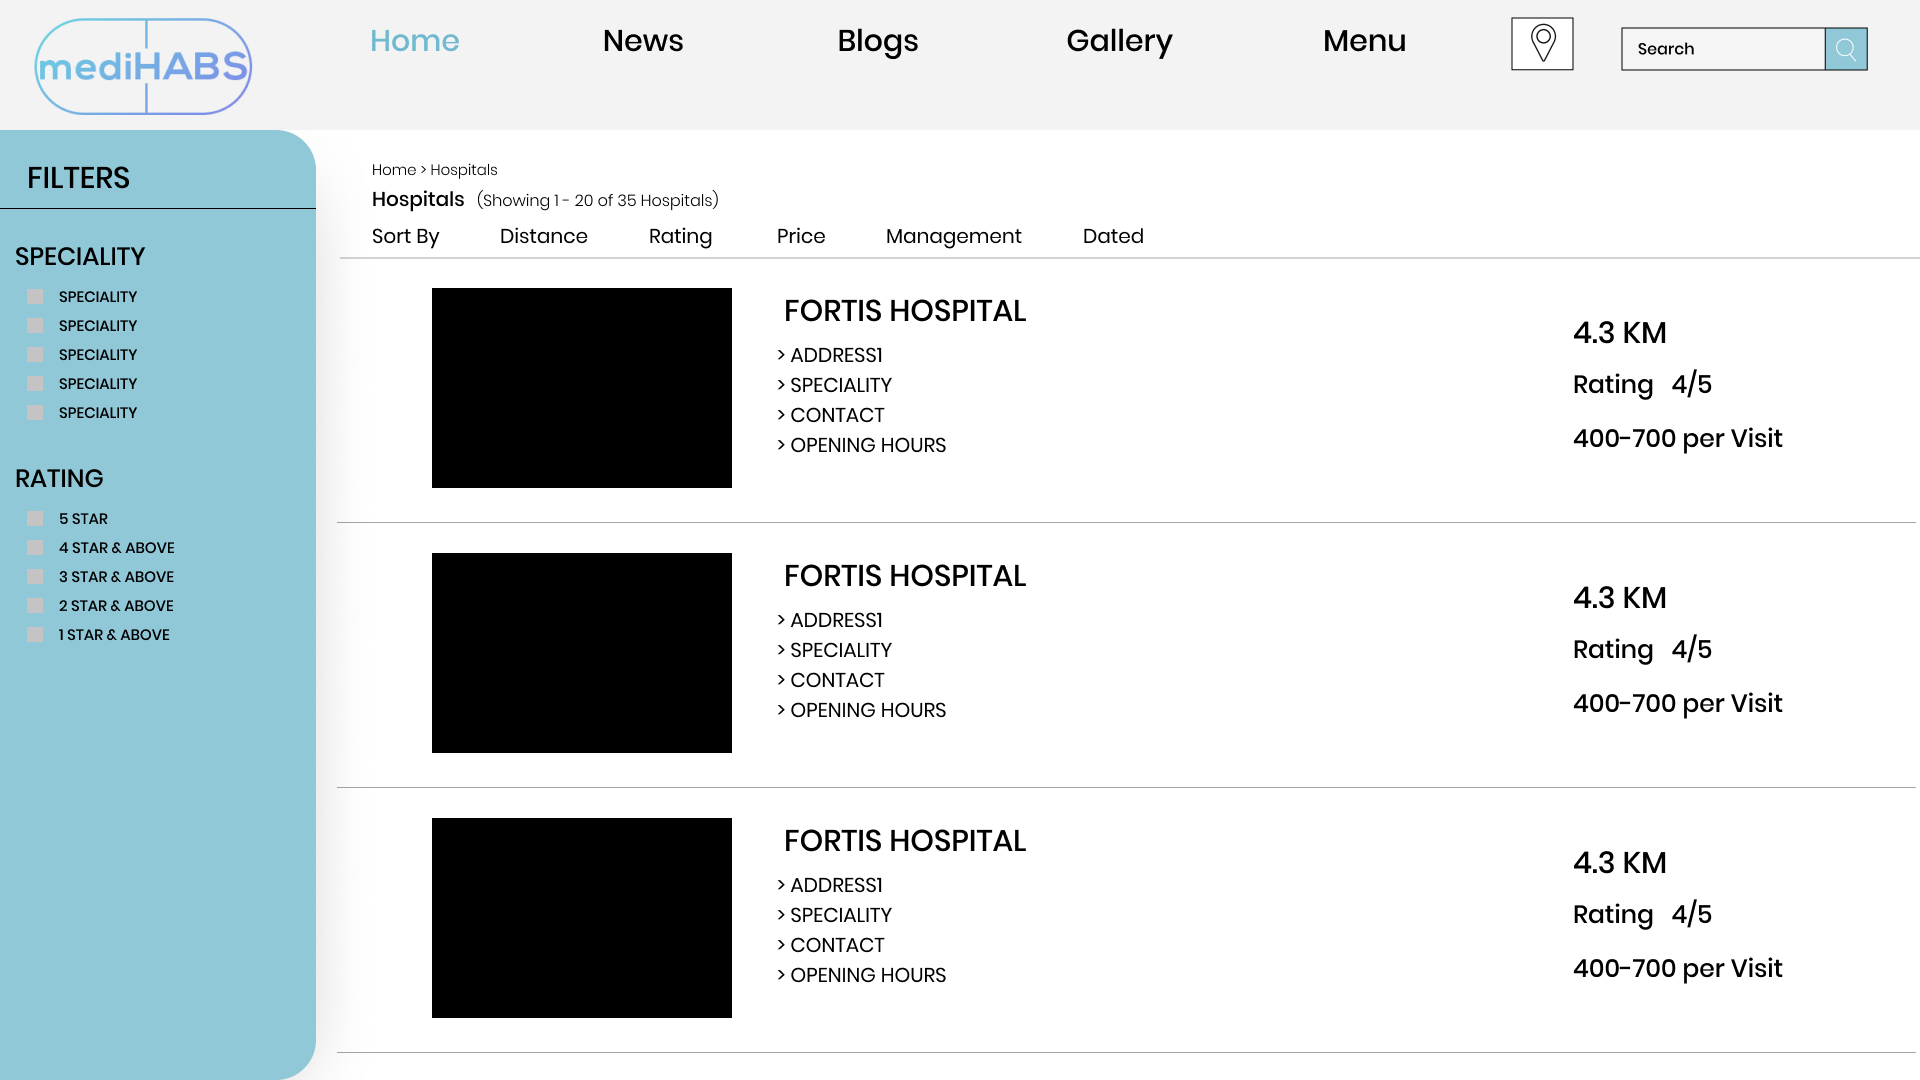 mediHABS
Home News Blogs Gallery Menu
Search
FILTERS
SPECIALITY
SPECIALITY
SPECIALITY
SPECIALITY
SPECIALITY
SPECIALITY
RATING
5 STAR
4 STAR & ABOVE
3 STAR & ABOVE
2 STAR & ABOVE
1 STAR & ABOVE
Home > Hospitals
Hospitals (Showing 1 - 20 of 35 Hospitals)
Sort By Distance Rating Price Management Dated
FORTIS HOSPITAL
> ADDRESS1
> SPECIALITY
> CONTACT
> OPENING HOURS
4.3 KM
Rating 4/5
400-700 per Visit
FORTIS HOSPITAL
> ADDRESS1
> SPECIALITY
> CONTACT
> OPENING HOURS
4.3 KM
Rating 4/5
400-700 per Visit
FORTIS HOSPITAL
> ADDRESS1
> SPECIALITY
> CONTACT
> OPENING HOURS
4.3 KM
Rating 4/5
400-700 per Visit